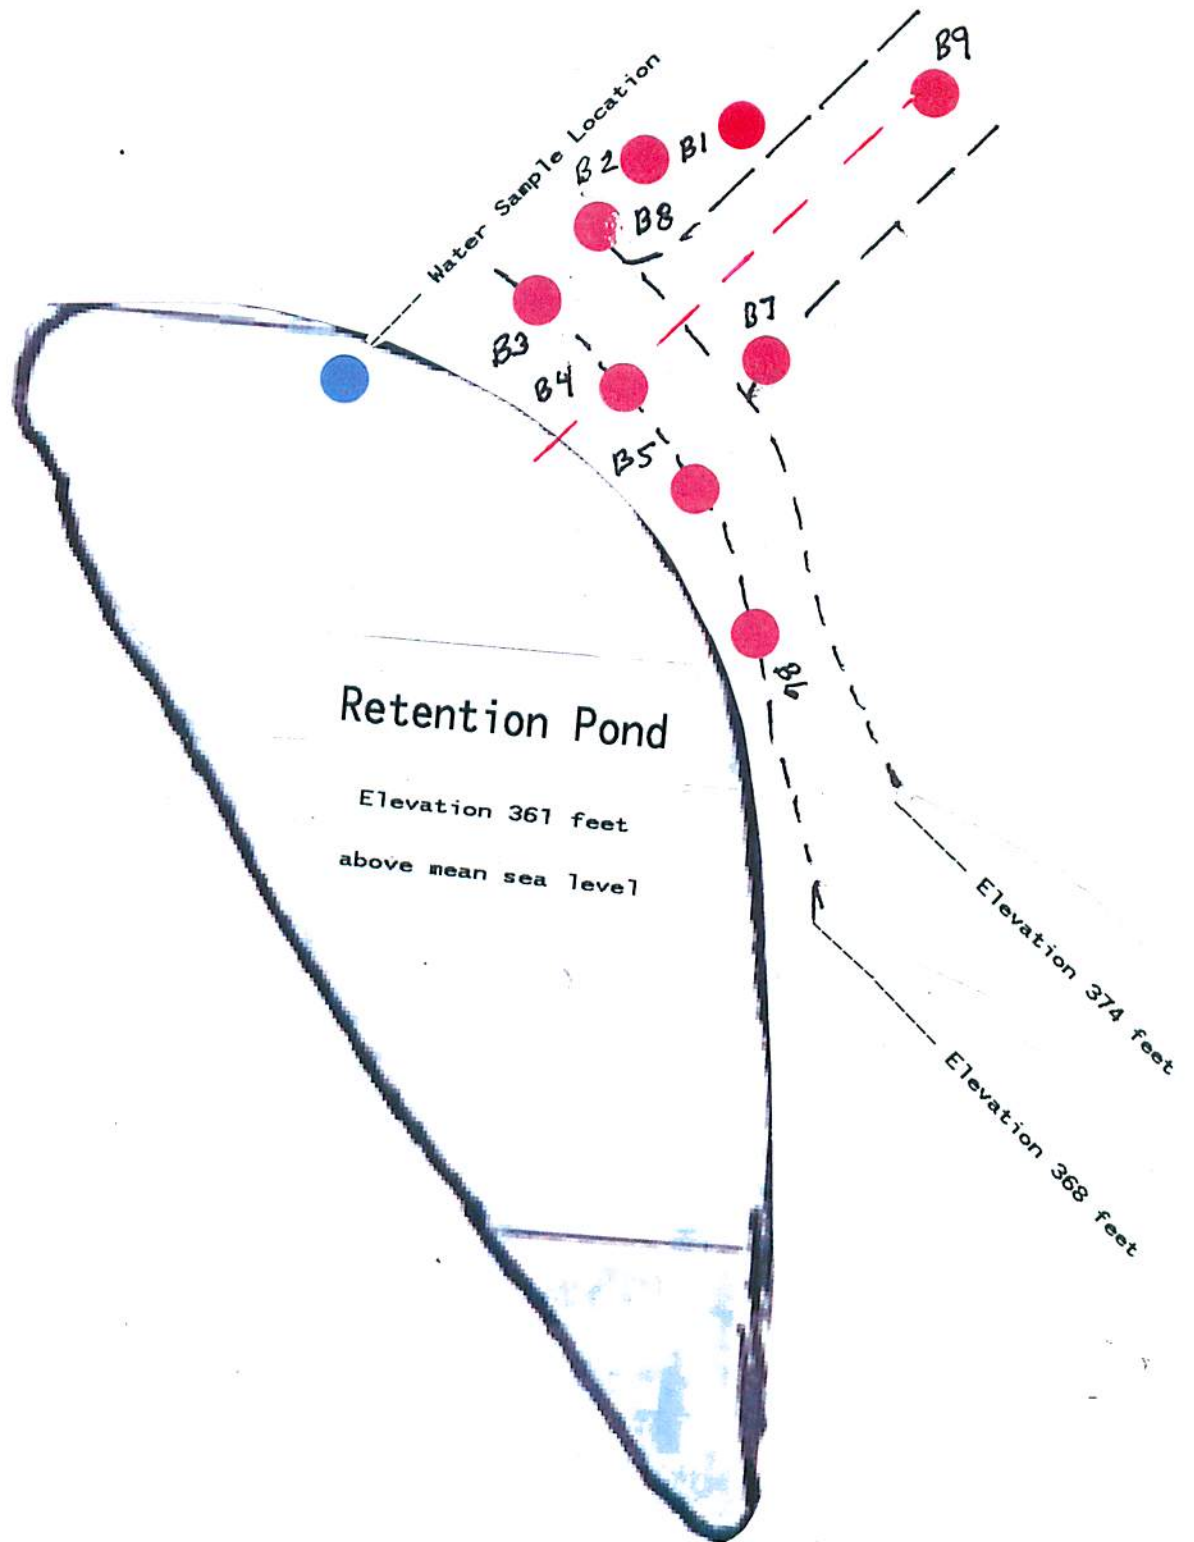 B9
Water Sample Location
B1
B2
B8
B7
B3
B4
B5
B6
Retention Pond
Elevation 361 feet
above mean sea level
Elevation 374 feet
Elevation 368 feet